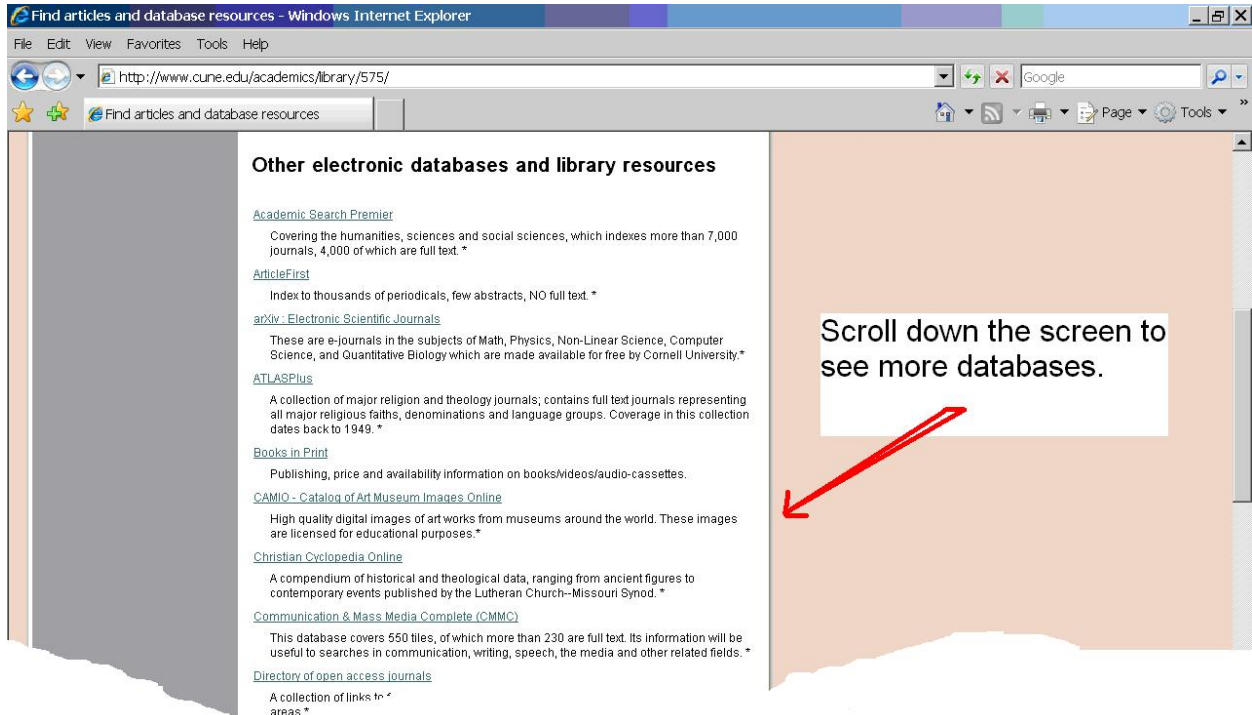 Find articles and database resources - Windows Internet Explorer
File Edit View Favorites Tools Help
http://www.cune.edu/academics/library/575/
Google
Find articles and database resources
Page Tools
Other electronic databases and library resources
Academic Search Premier
Covering the humanities, sciences and social sciences, which indexes more than 7,000
journals, 4,000 of which are full text. *
ArticleFirst
Index to thousands of periodicals, few abstracts, NO full text. *
arXiv : Electronic Scientific Journals
These are e-journals in the subjects of Math, Physics, Non-Linear Science, Computer
Science, and Quantitative Biology which are made available for free by Cornell University.*
ATLASPlus
A collection of major religion and theology journals; contains full text journals representing
all major religious faiths, denominations and language groups. Coverage in this collection
dates back to 1949. *
Books in Print
Publishing, price and availability information on books/videos/audio-cassettes.
CAMIO - Catalog of Art Museum Images Online
High quality digital images of art works from museums around the world. These images
are licensed for educational purposes.*
Christian Cyclopedia Online
A compendium of historical and theological data, ranging from ancient figures to
contemporary events published by the Lutheran Church--Missouri Synod. *
Communication & Mass Media Complete (CMMC)
This database covers 550 tiles, of which more than 230 are full text. Its information will be
useful to searches in communication, writing, speech, the media and other related fields. *
Directory of open access journals
A collection of links to
areas.*
Scroll down the screen to
see more databases.